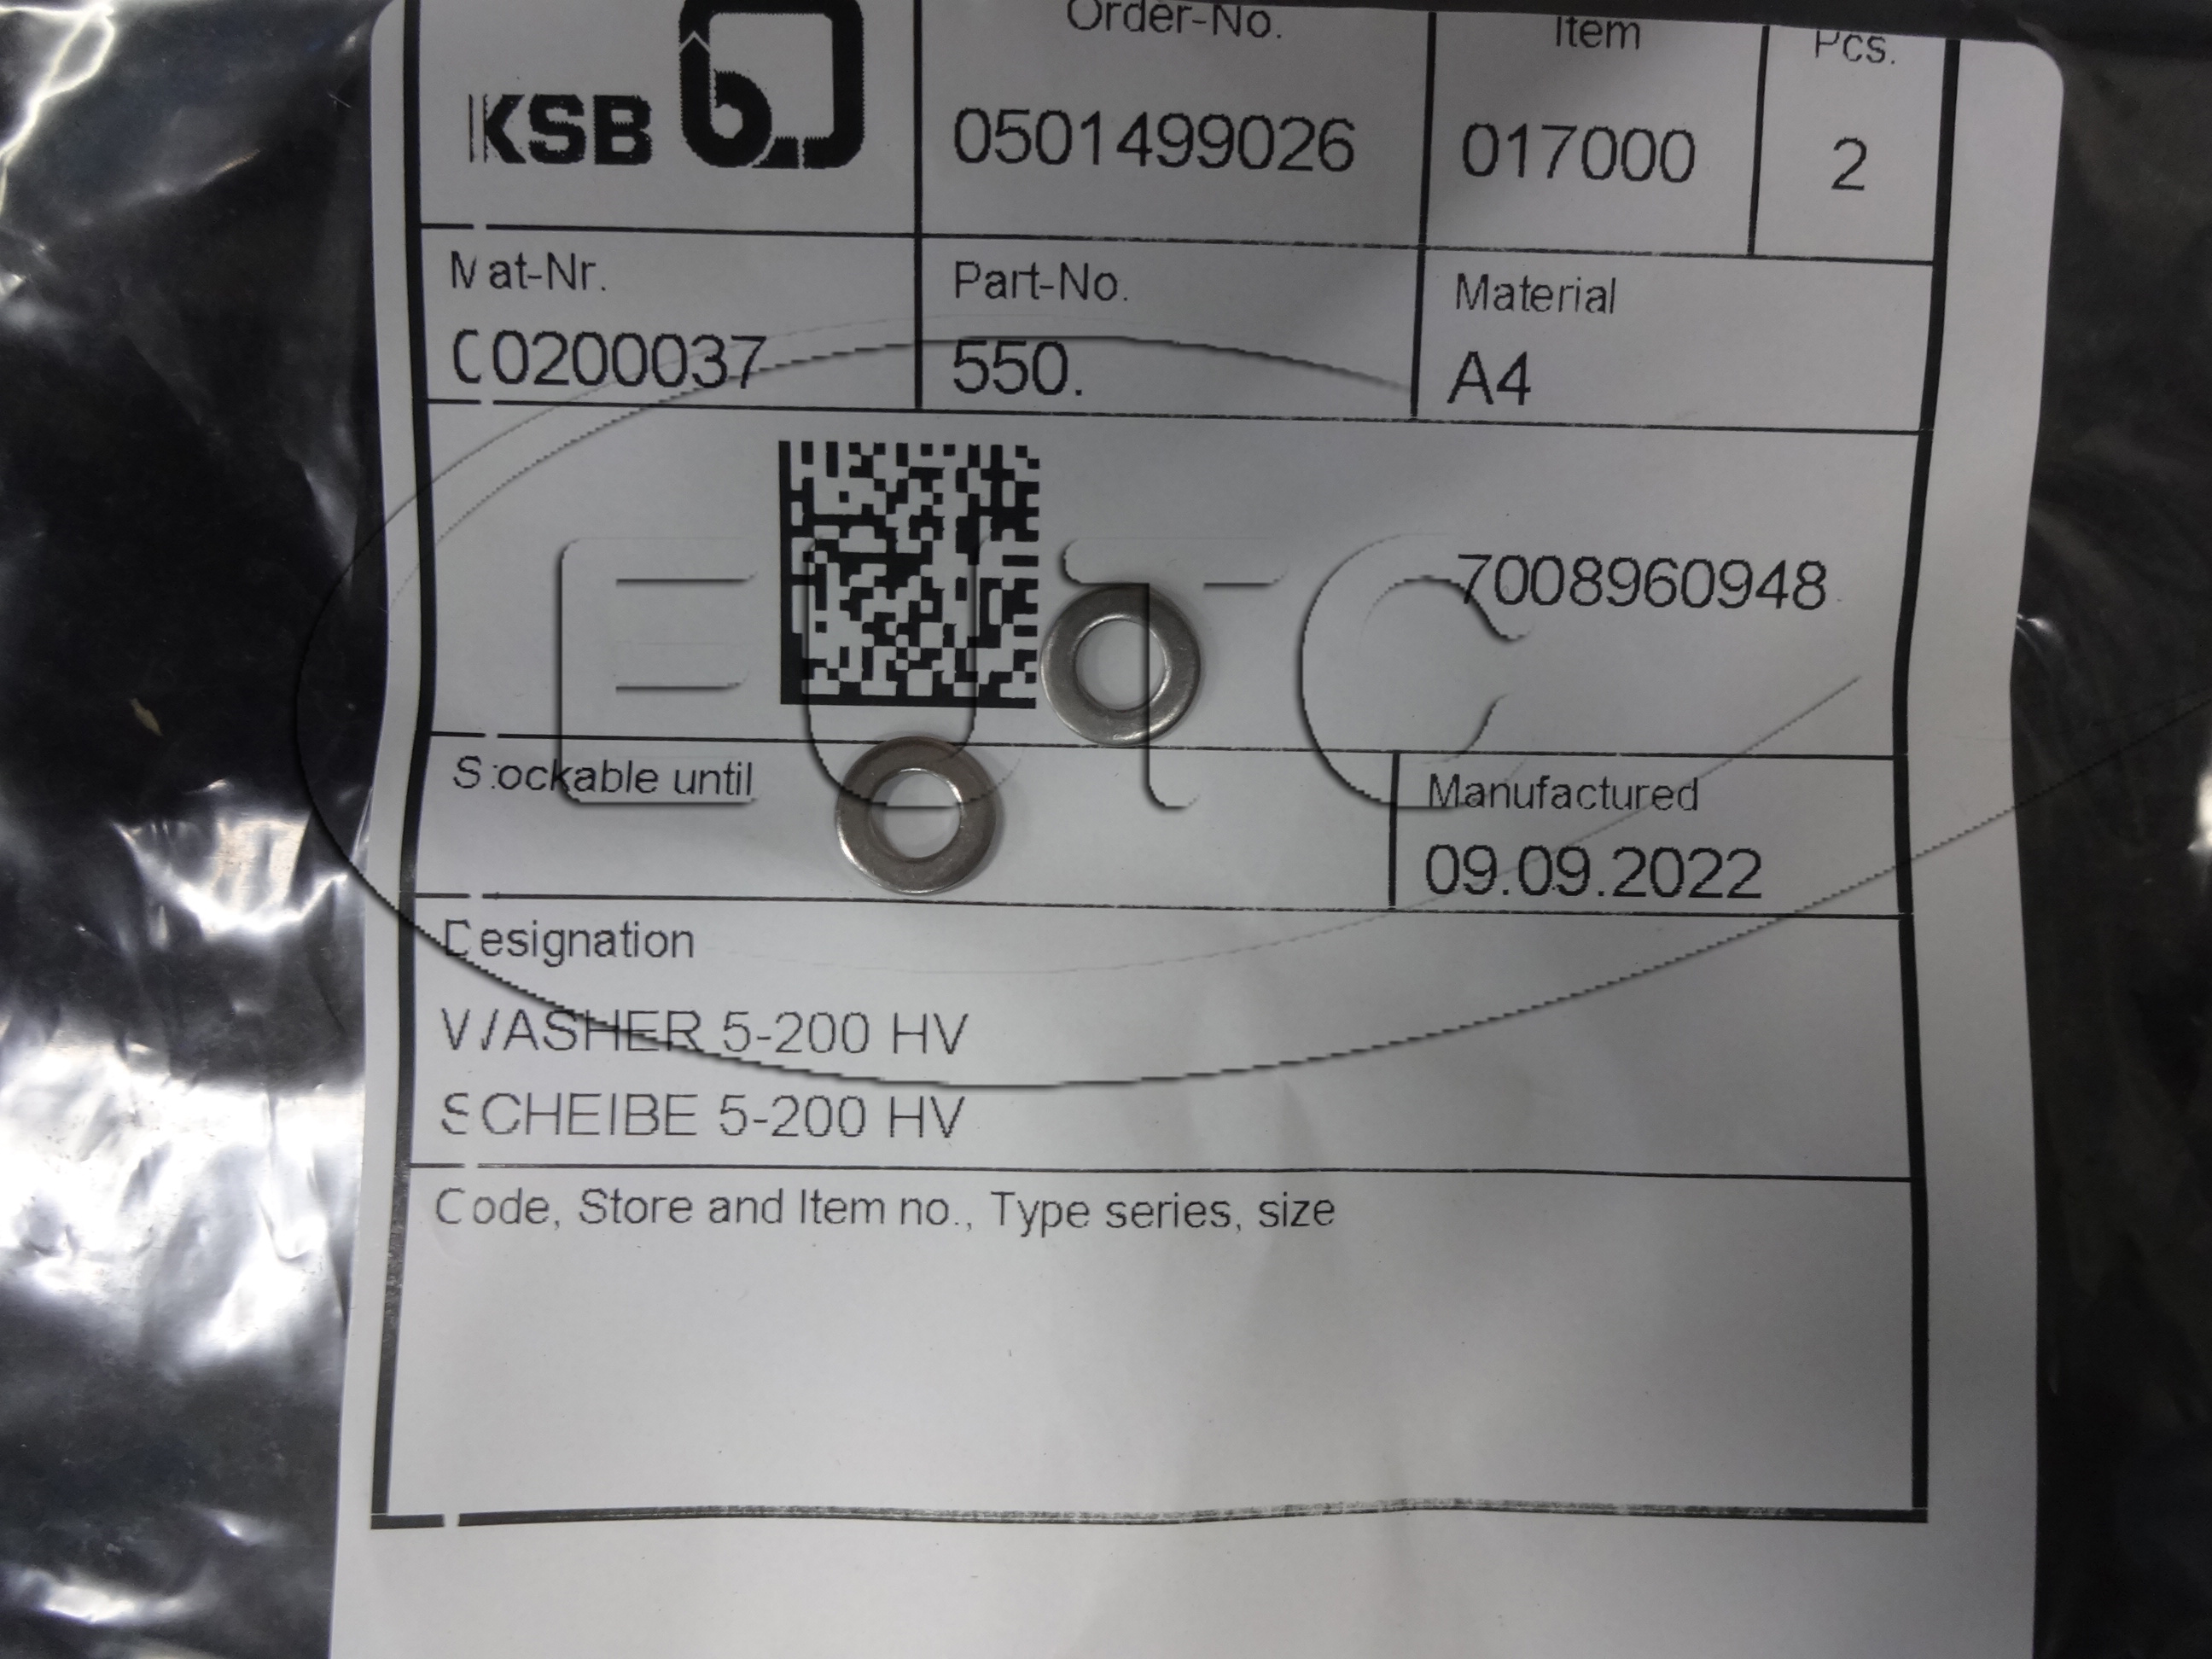 KSB
Order-No.
Item
Pcs.
0501499026
017000
2
Mat-Nr.
Part-No.
Material
00200037
550.
A4
7008960948
EUTC
Stockable until
Manufactured
09.09.2022
Designation
WASHER 5-200 HV
SCHEIBE 5-200 HV
Code, Store and Item no., Type series, size